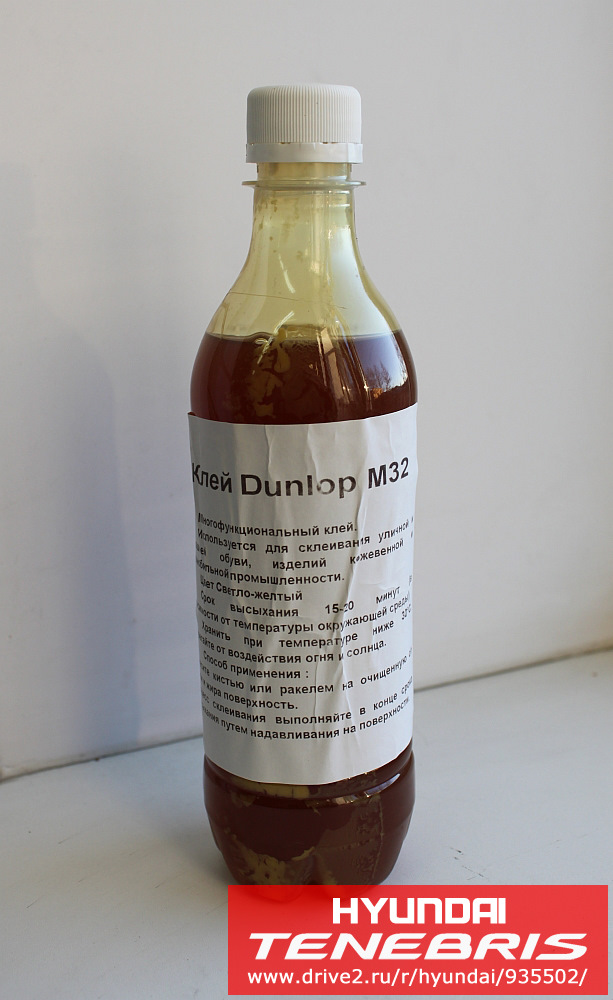 Клей Dunlop M32
Многофункциональный клей.
Используется для склеивания уличной
обуви, изделий кожевенной
промышленности.
Цвет Светло-желтый
Срок высыхания 15-20 минут
от температуры окружающей среды)
Хранить при температуре ниже 30°C
от воздействия огня и солнца.
Способ применения :
кистью или ракелем на очищенную
жира поверхность.
склеивания выполняйте в конце
путем надавливания на поверхности.
HYUNDAI
TENEBRIS
www.drive2.ru/r/hyundai/935502/